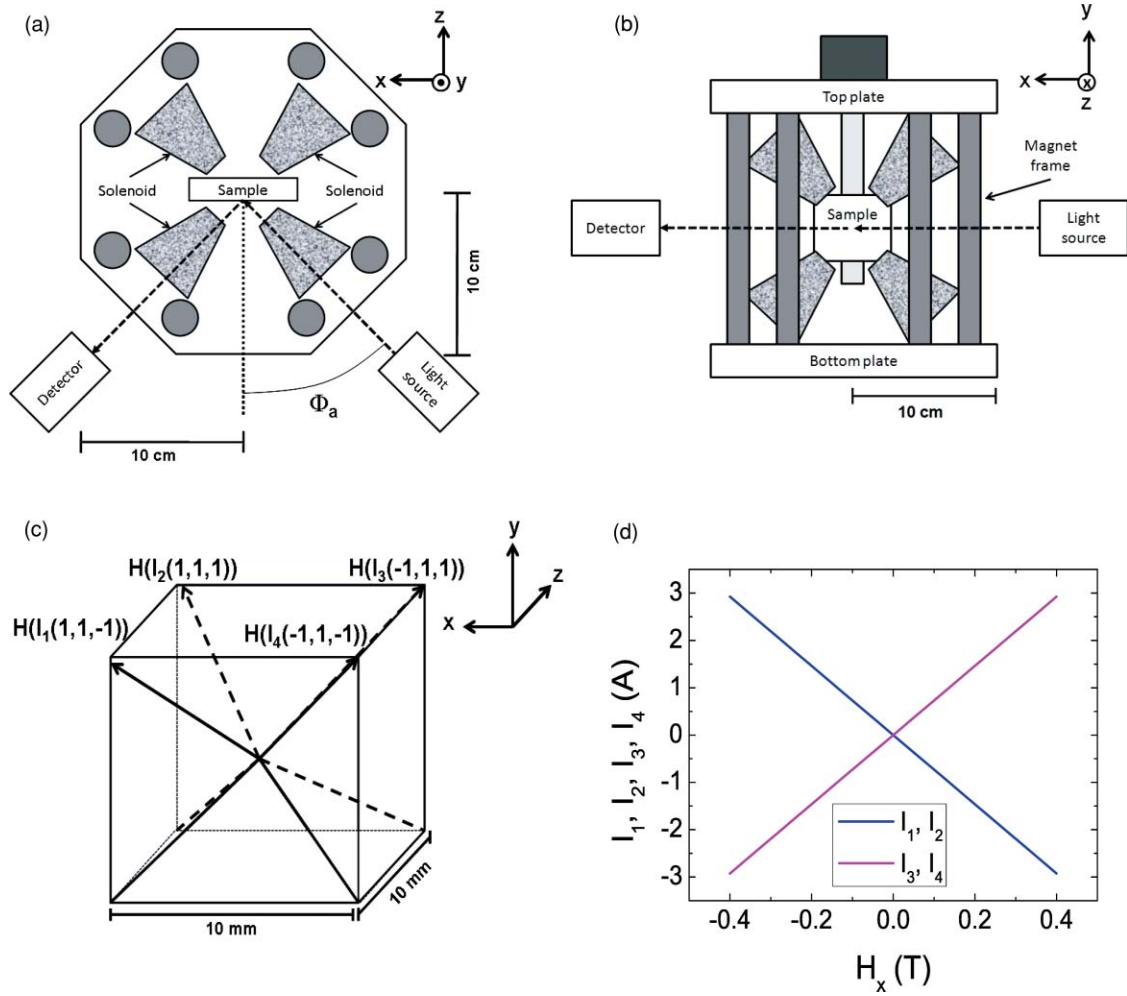 (a)
z
x
y
Solenoid
Sample
Solenoid
10 cm
Detector
Light
source
Φa
10 cm
(b)
y
x
x
z
Top plate
Magnet
frame
Detector
Sample
Light
source
Bottom plate
10 cm
(c)
y
z
x
H(I2(1,1,1))
H(I3(-1,1,1))
H(I1(1,1,-1))
H(I4(-1,1,-1))
10 mm
10 mm
(d)
I1, I2, I3, I4 (A)
3
2
1
0
-1
-2
-3
I1, I2
I3, I4
-0.4 -0.2 0.0 0.2 0.4
Hx (T)